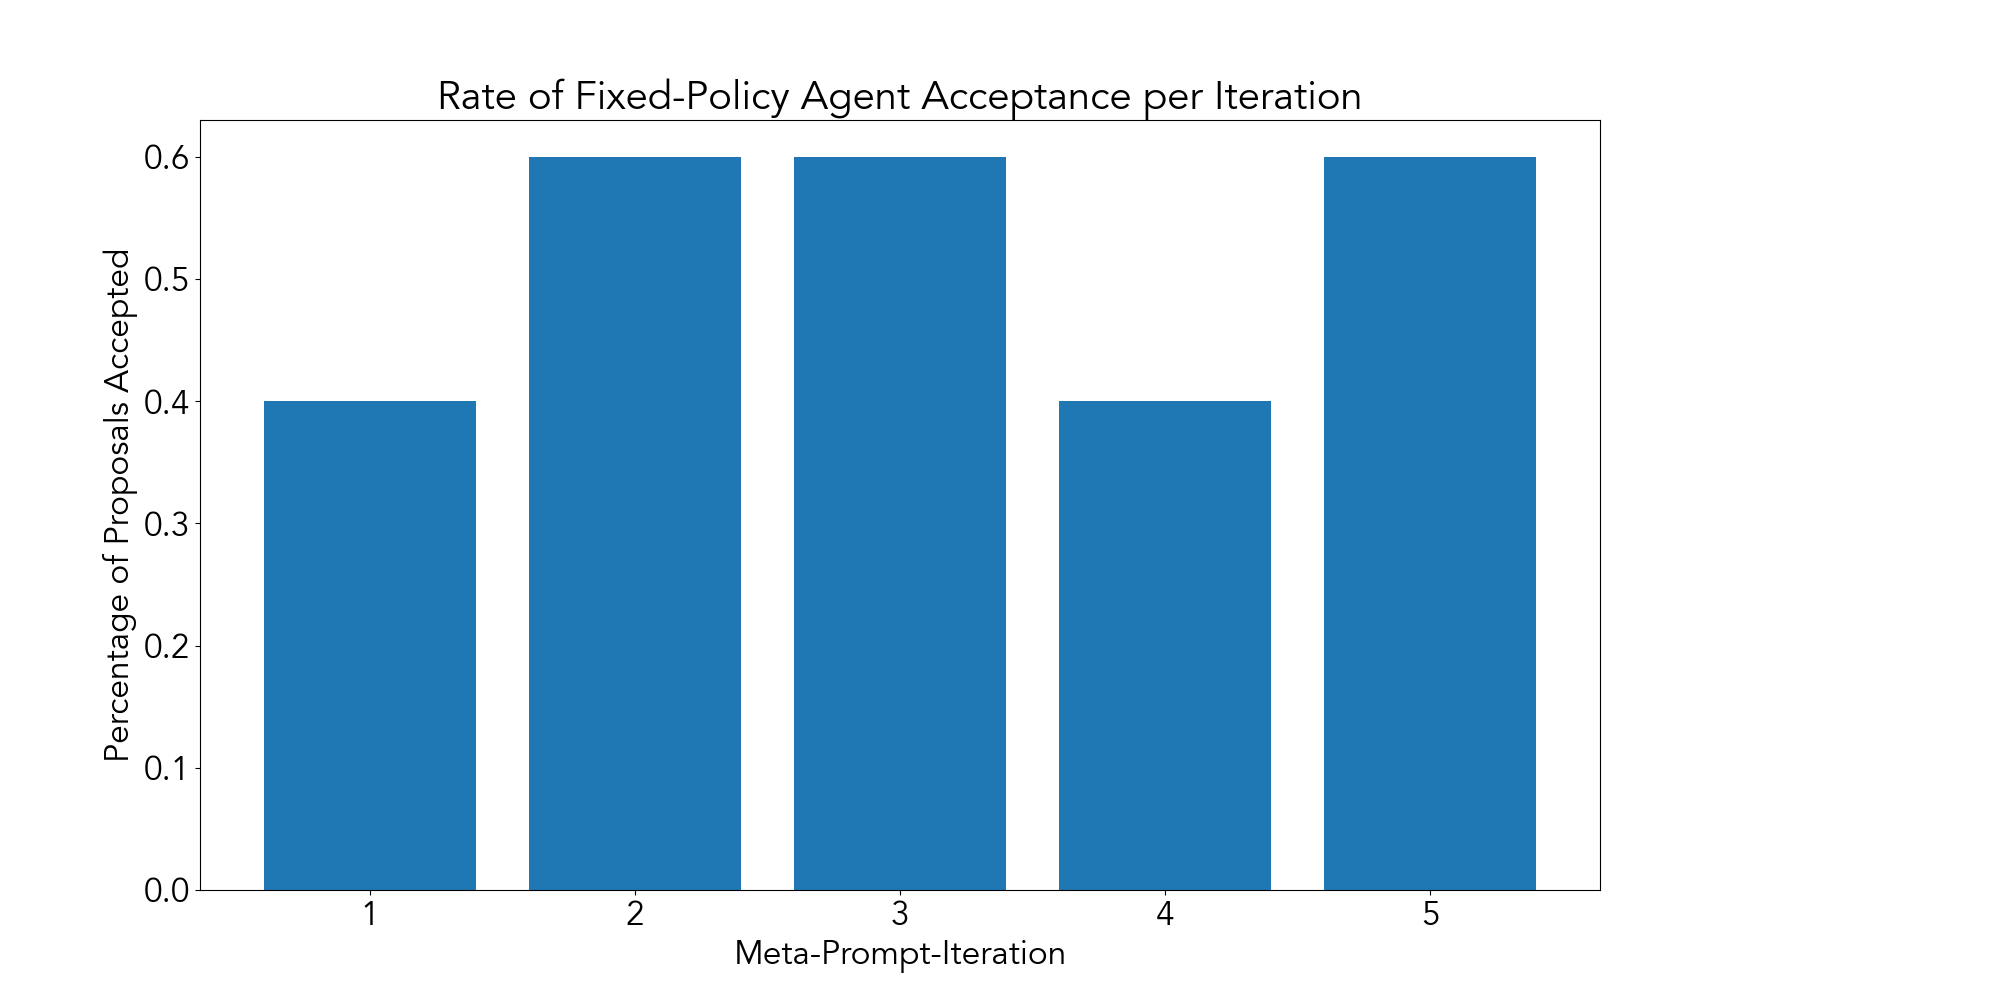 Rate of Fixed-Policy Agent Acceptance per Iteration
Percentage of Proposals Accepted
0.6
0.5
0.4
0.3
0.2
0.1
0.0
1 2 3 4 5
Meta-Prompt-Iteration